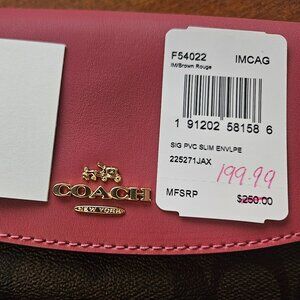 F54022 IMCAG
IM/Brown Rouge
1 91202 58158 6
SIG PVC SLIM ENVLPE
225271JAX
199.99
MFSRP $250.00
COACH
NEW YORK